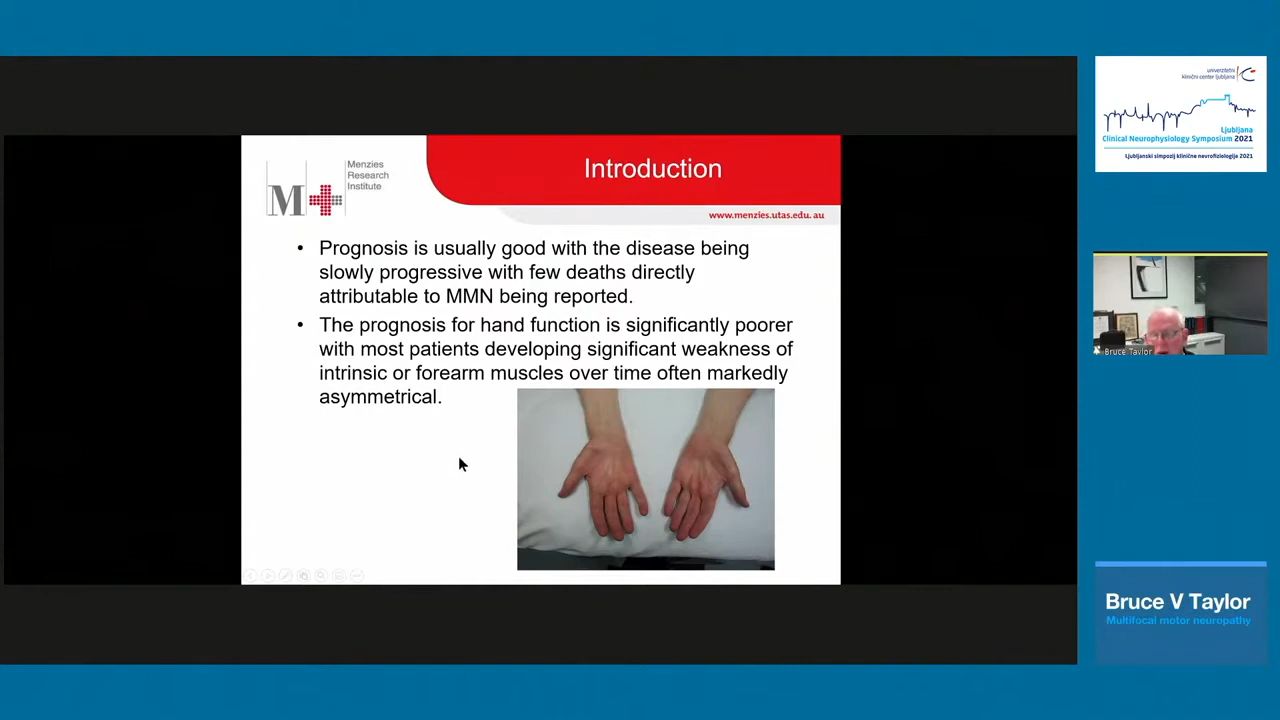 Menzies
Research
Institute
M
Introduction
www.menzies.utas.edu.au
• Prognosis is usually good with the disease being
slowly progressive with few deaths directly
attributable to MMN being reported.
• The prognosis for hand function is significantly poorer
with most patients developing significant weakness of
intrinsic or forearm muscles over time often markedly
asymmetrical.
univerzitetni
klinični center ljubljana
Ljubljana
Clinical Neurophysiology Symposium 2021
Ljubljanski simpozij klinične nevrofiziologije 2021
Bruce Taylor
Bruce V Taylor
Multifocal motor neuropathy